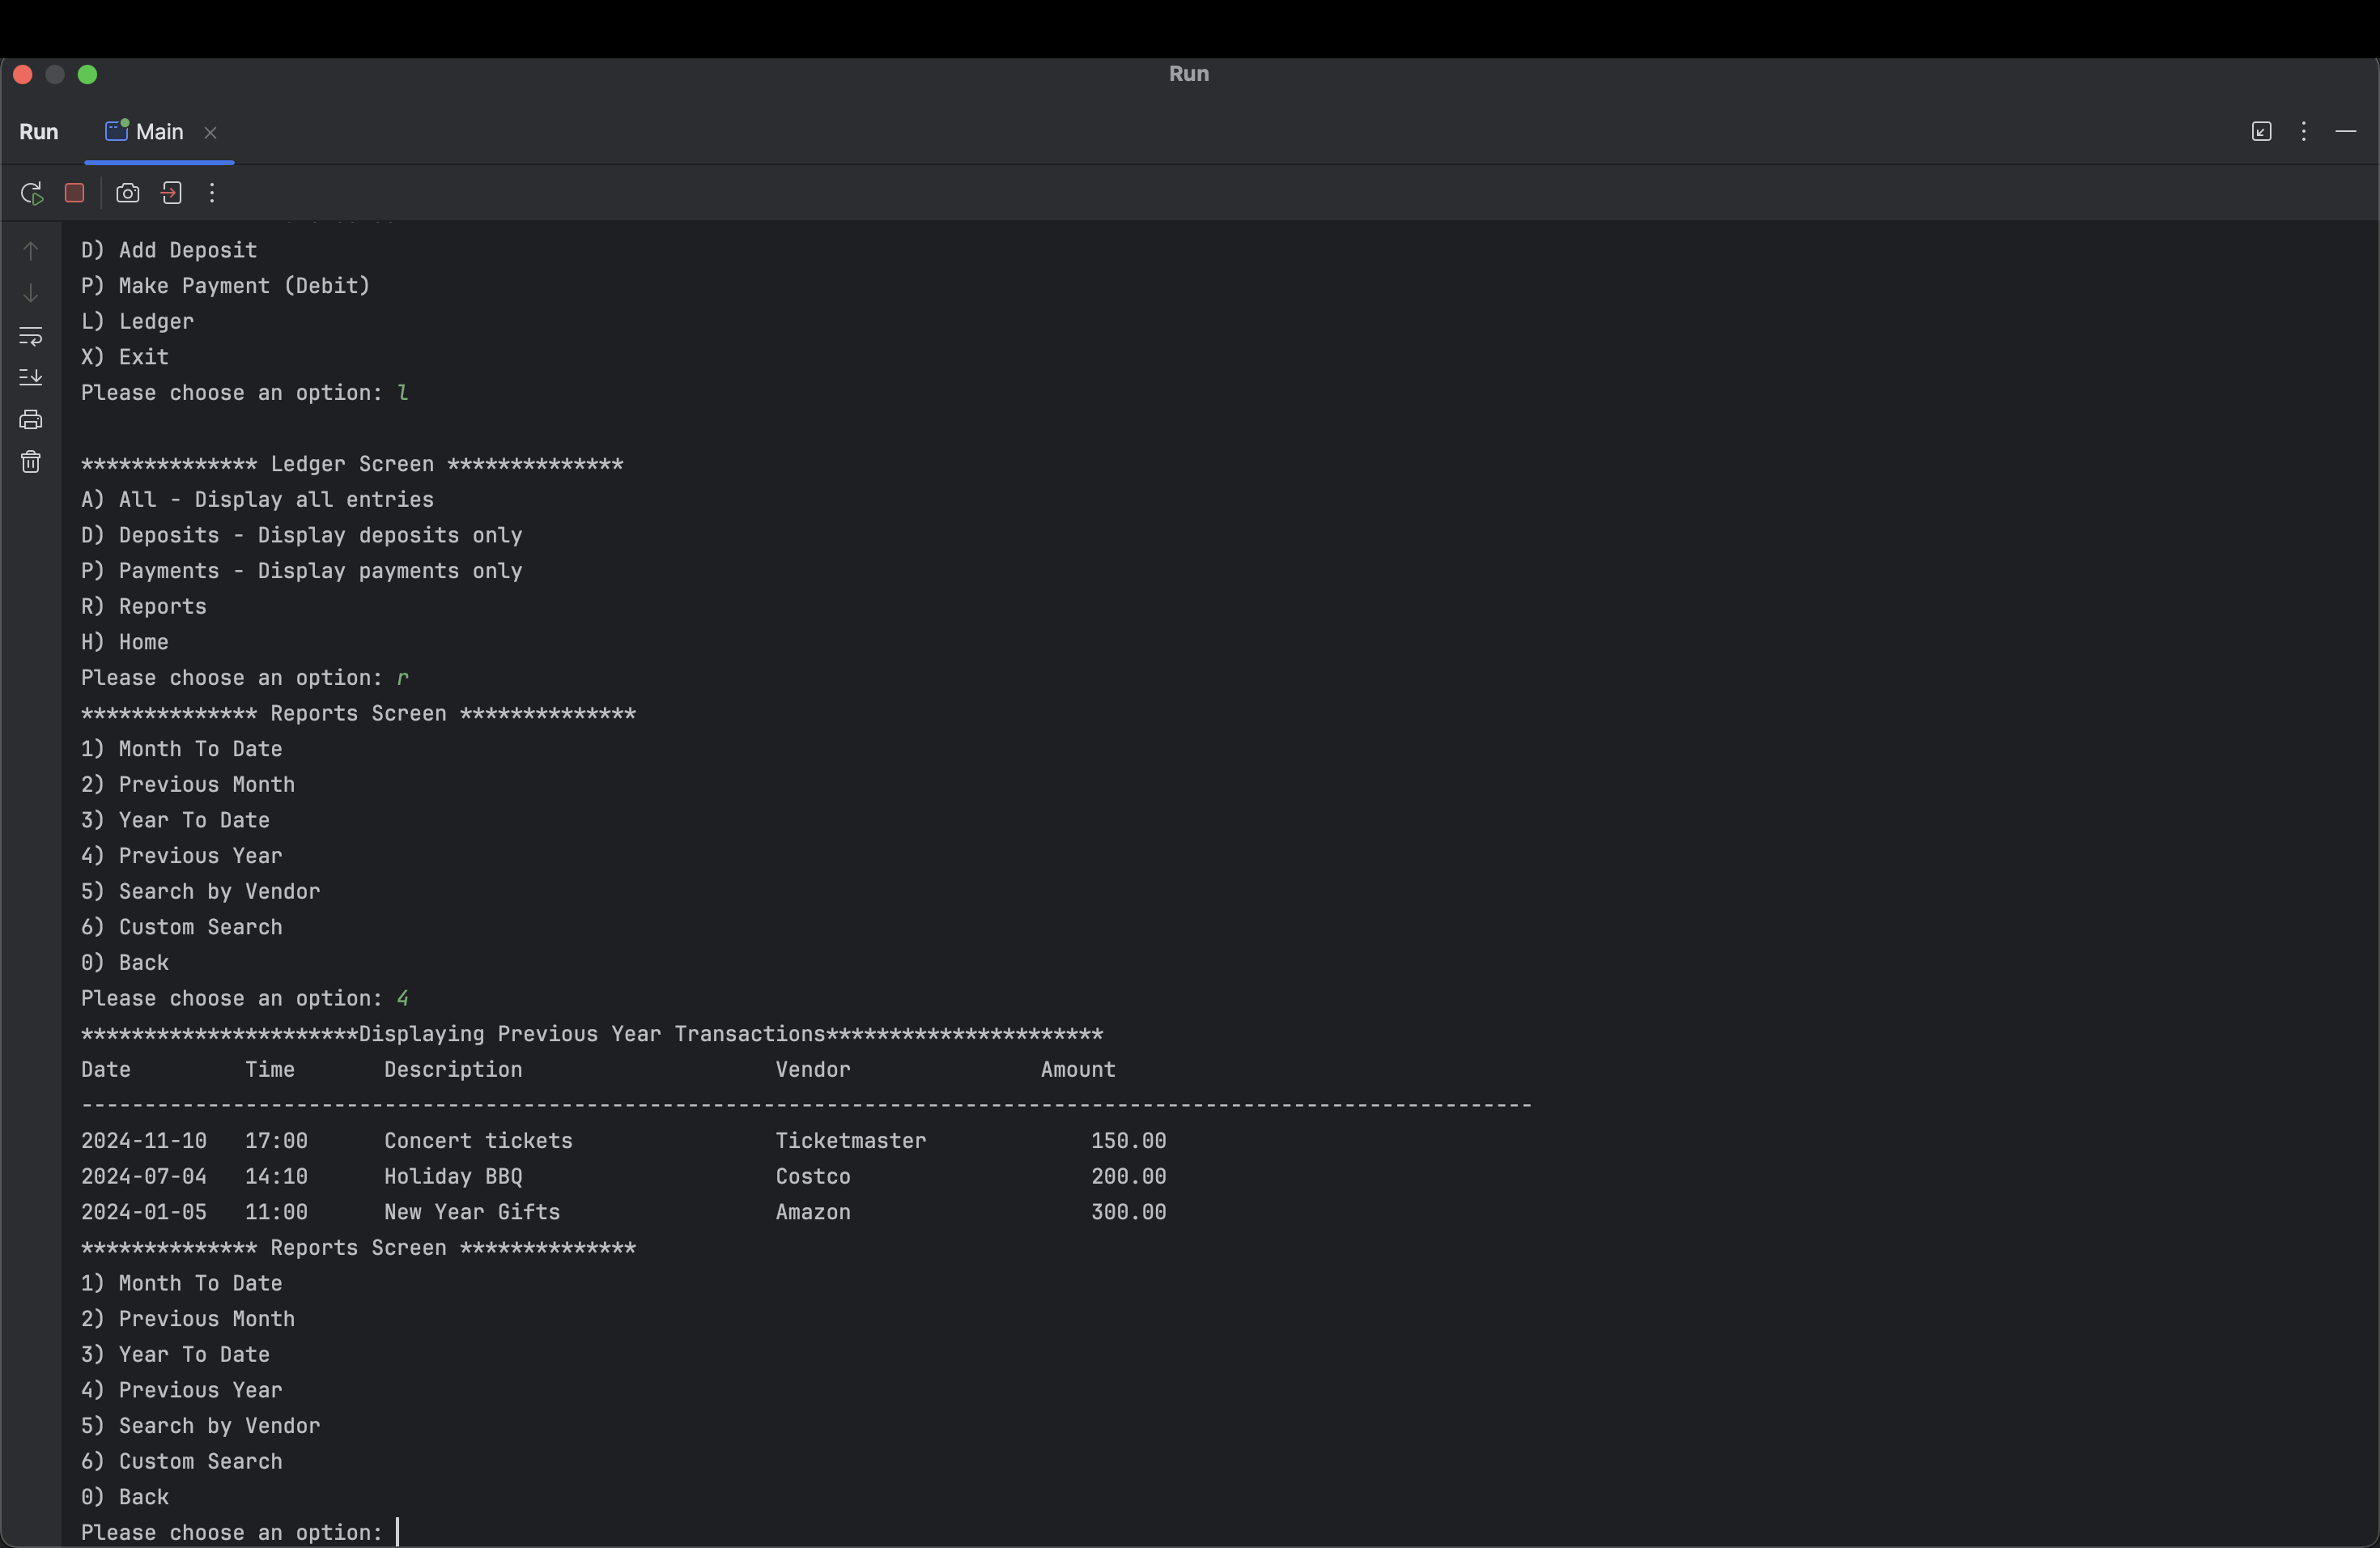 Run
Run Main
D) Add Deposit
P) Make Payment (Debit)
L) Ledger
X) Exit
Please choose an option: l
************** Ledger Screen **************
A) All - Display all entries
D) Deposits - Display deposits only
P) Payments - Display payments only
R) Reports
H) Home
Please choose an option: r
************** Reports Screen **************
1) Month To Date
2) Previous Month
3) Year To Date
4) Previous Year
5) Search by Vendor
6) Custom Search
0) Back
Please choose an option: 4
**********************Displaying Previous Year Transactions**********************
Date Time Description Vendor Amount
-------------------------------------------------------------------------------------------------------------------
2024-11-10 17:00 Concert tickets Ticketmaster 150.00
2024-07-04 14:10 Holiday BBQ Costco 200.00
2024-01-05 11:00 New Year Gifts Amazon 300.00
************** Reports Screen **************
1) Month To Date
2) Previous Month
3) Year To Date
4) Previous Year
5) Search by Vendor
6) Custom Search
0) Back
Please choose an option: